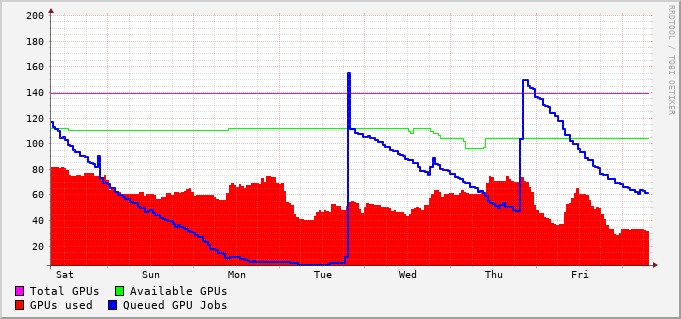 200
180
160
140
120
100
80
60
40
20
Sat Sun Mon Tue Wed Thu Fri
Total GPUs Available GPUs
GPUs used Queued GPU Jobs
RRDTOOL / TOBI OETIKER